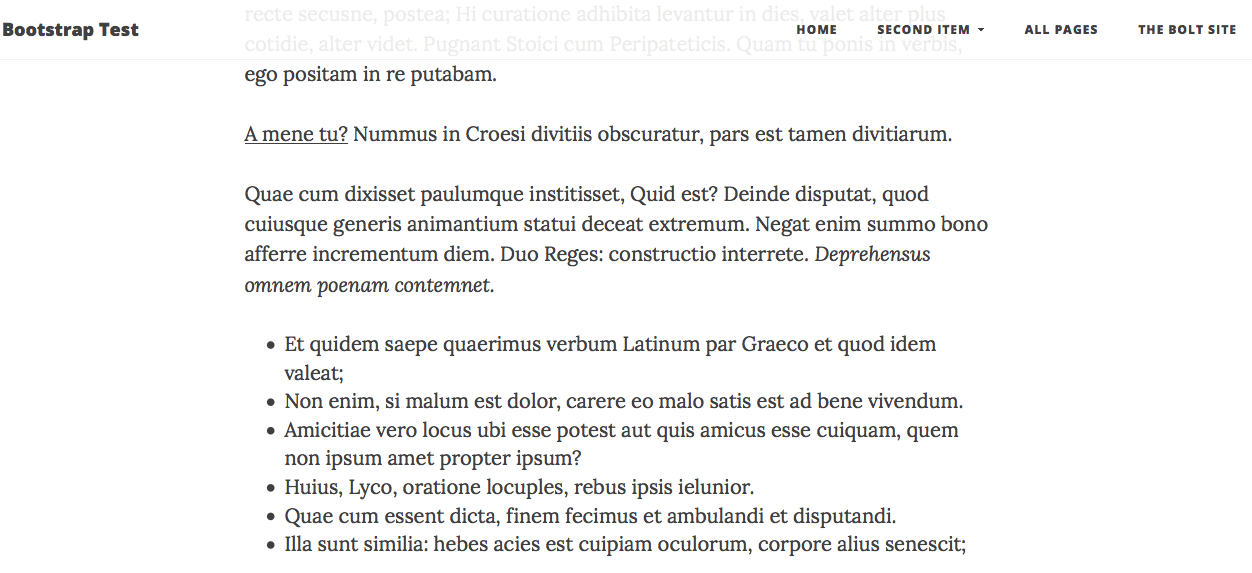 Bootstrap Test
HOME
SECOND ITEM
ALL PAGES
THE BOLT SITE
recte secusne, postea; Hi curatione adhibita levantur in dies, valet alter plus
cotidie, alter videt. Pugnant Stoici cum Peripateticis. Quam tu ponis in verbis,
ego positam in re putabam.
A mene tu? Nummus in Croesi divitiis obscuratur, pars est tamen divitiarum.
Quae cum dixisset paulumque institisset, Quid est? Deinde disputat, quod
cuiusque generis animantium statui deceat extremum. Negat enim summo bono
afferre incrementum diem. Duo Reges: constructio interrete. Deprehensus
omnem poenam contemnet.
• Et quidem saepe quaerimus verbum Latinum par Graeco et quod idem
valeat;
• Non enim, si malum est dolor, carere eo malo satis est ad bene vivendum.
• Amicitiae vero locus ubi esse potest aut quis amicus esse cuiquam, quem
non ipsum amet propter ipsum?
• Huius, Lyco, oratione locuples, rebus ipsis ielunior.
• Quae cum essent dicta, finem fecimus et ambulandi et disputandi.
• Illa sunt similia: hebes acies est cuipiam oculorum, corpore alius senescit;